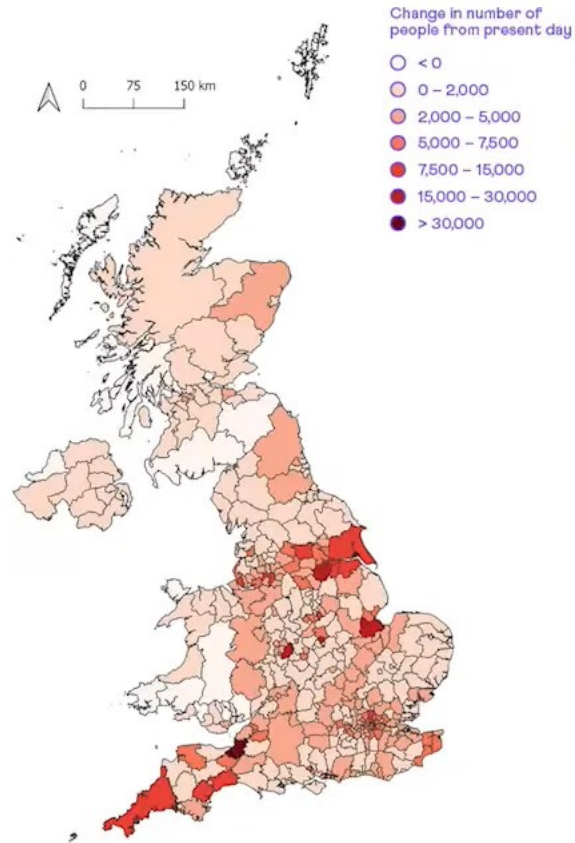 Change in number of
people from present day
< 0
0 – 2,000
2,000 – 5,000
5,000 – 7,500
7,500 – 15,000
15,000 – 30,000
> 30,000
0 75 150 km